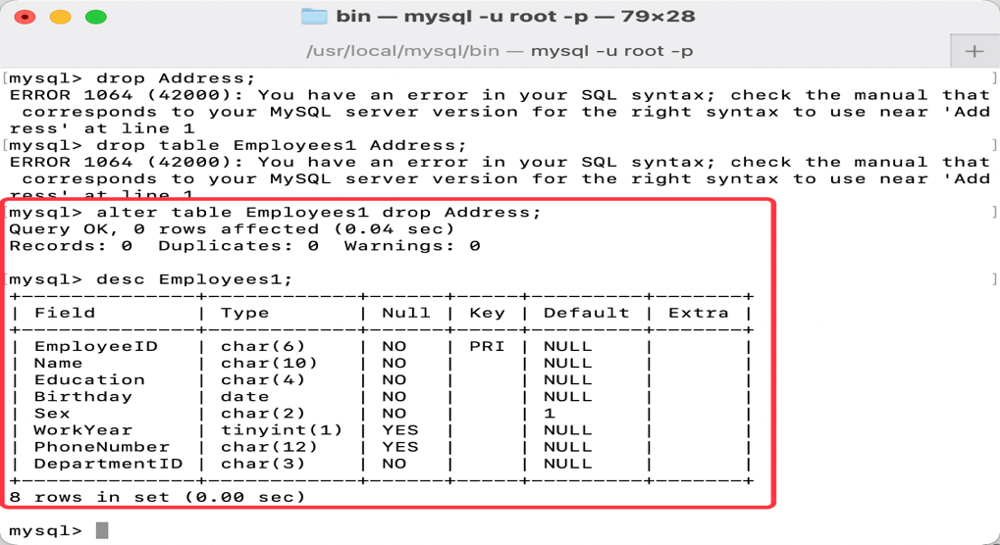 bin — mysql -u root -p — 79×28
/usr/local/mysql/bin — mysql -u root -p +
[mysql> drop Address; ]
ERROR 1064 (42000): You have an error in your SQL syntax; check the manual that
 corresponds to your MySQL server version for the right syntax to use near 'Add
ress' at line 1
[mysql> drop table Employees1 Address; ]
ERROR 1064 (42000): You have an error in your SQL syntax; check the manual that
 corresponds to your MySQL server version for the right syntax to use near 'Add
ress' at line 1
[mysql> alter table Employees1 drop Address; ]
Query OK, 0 rows affected (0.04 sec)
Records: 0  Duplicates: 0  Warnings: 0
[mysql> desc Employees1; ]
+--------------+------------+------+-----+---------+-------+
| Field        | Type       | Null | Key | Default | Extra |
+--------------+------------+------+-----+---------+-------+
| EmployeeID   | char(6)    | NO   | PRI | NULL    |       |
| Name         | char(10)   | NO   |     | NULL    |       |
| Education    | char(4)    | NO   |     | NULL    |       |
| Birthday     | date       | NO   |     | NULL    |       |
| Sex          | char(2)    | NO   |     | 1       |       |
| WorkYear     | tinyint(1) | YES  |     | NULL    |       |
| PhoneNumber  | char(12)   | YES  |     | NULL    |       |
| DepartmentID | char(3)    | NO   |     | NULL    |       |
+--------------+------------+------+-----+---------+-------+
8 rows in set (0.00 sec)
mysql>